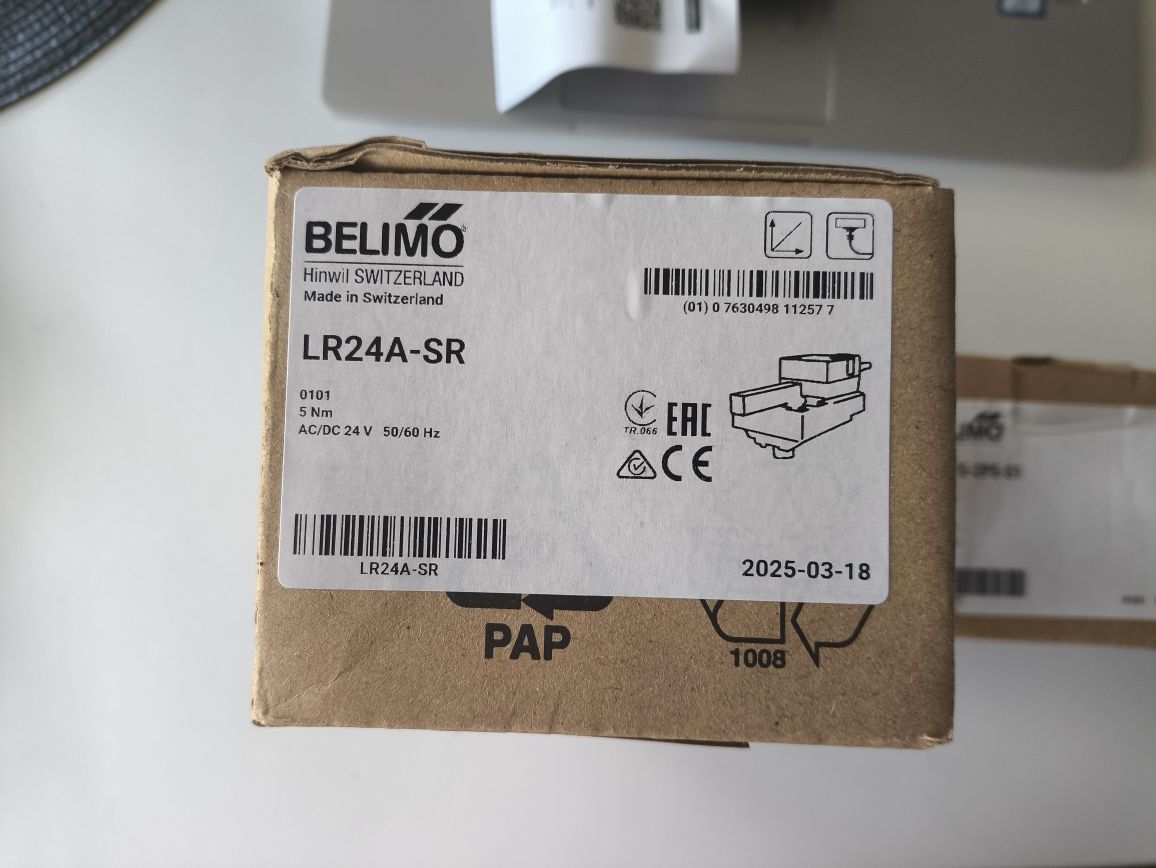 BELIMO
Hinwil SWITZERLAND
Made in Switzerland
(01) 0 7630498 11257 7
LR24A-SR
0101
5 Nm
AC/DC 24 V 50/60 Hz
TR.066
EAC
CE
LR24A-SR
2025-03-18
PAP
1008